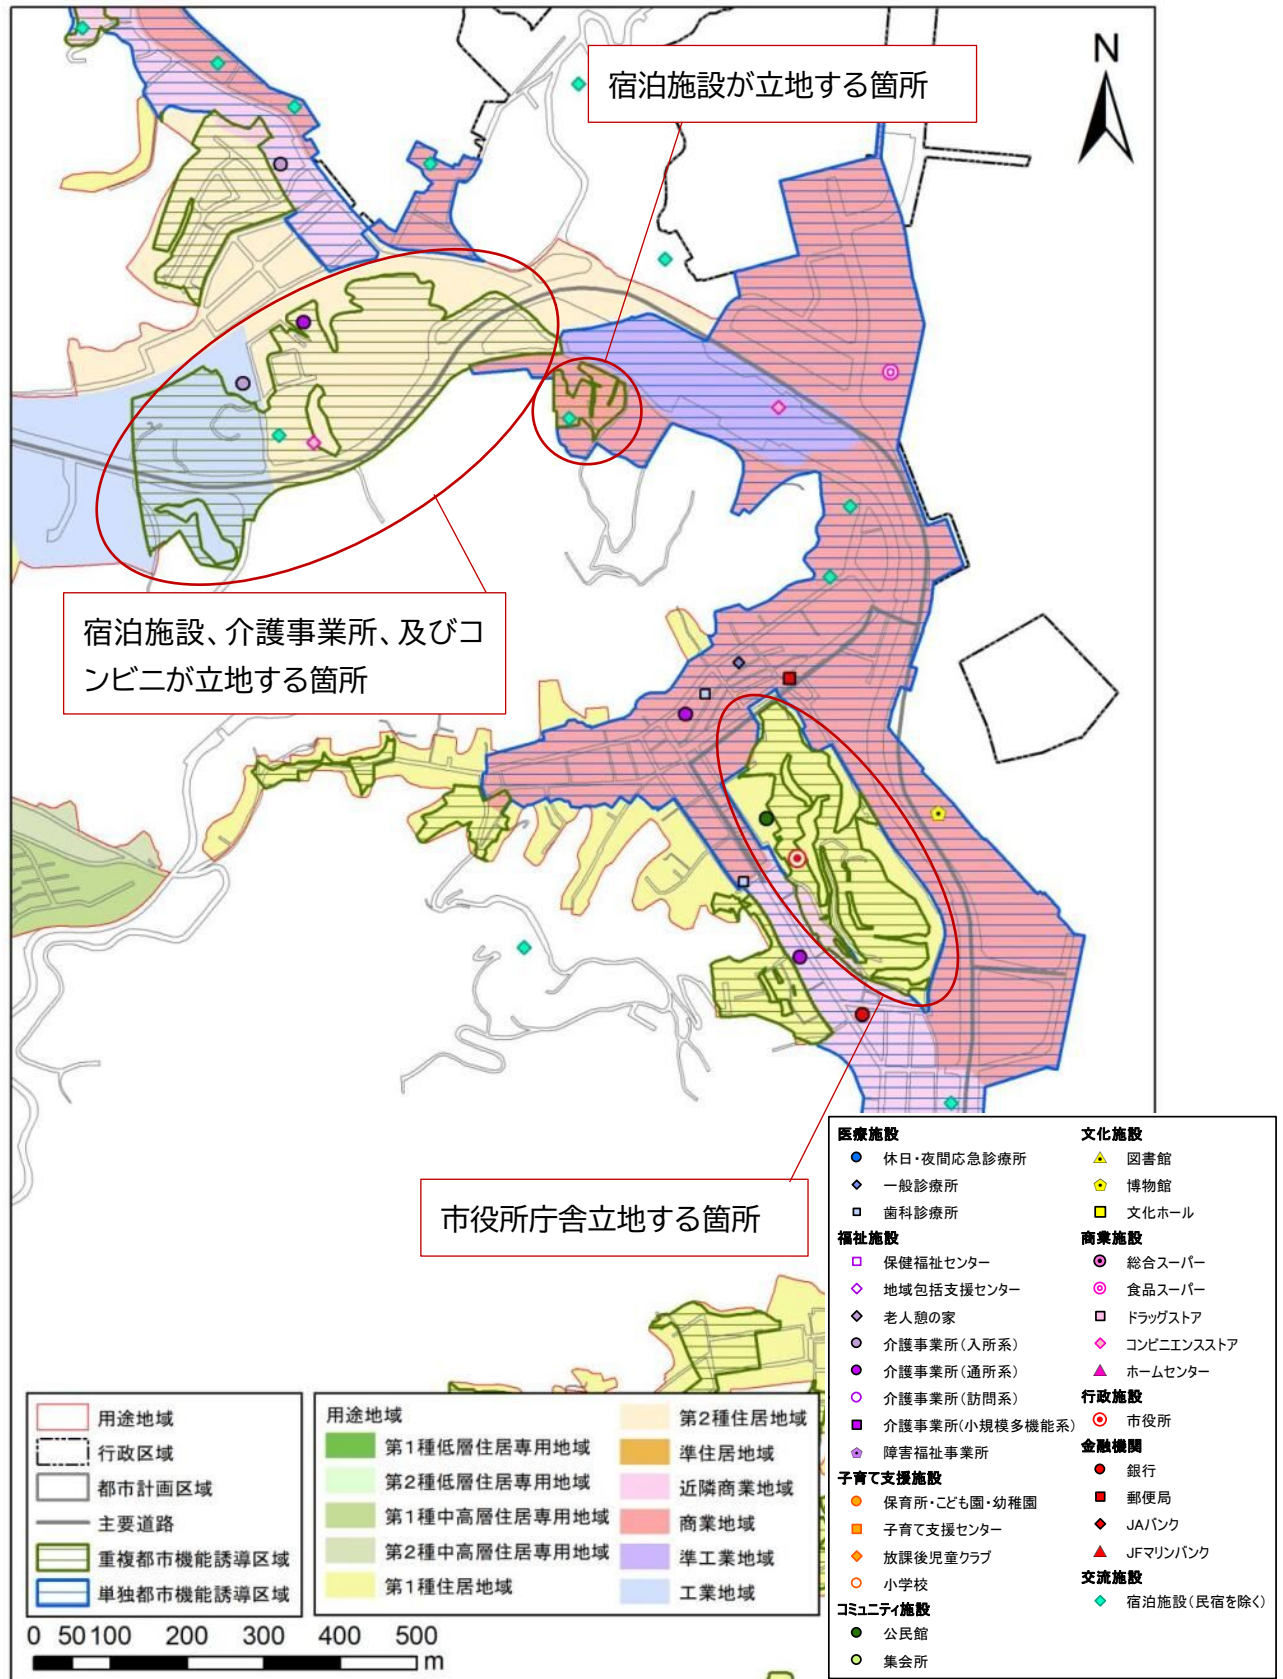 N
宿泊施設が立地する箇所
宿泊施設、介護事業所、及びコ
ンビニが立地する箇所
市役所庁舎立地する箇所
用途地域
行政区域
都市計画区域
主要道路
重複都市機能誘導区域
単独都市機能誘導区域
用途地域
第1種低層住居専用地域
第2種低層住居専用地域
第1種中高層住居専用地域
第2種中高層住居専用地域
第1種住居地域
第2種住居地域
準住居地域
近隣商業地域
商業地域
準工業地域
工業地域
0 50 100 200 300 400 500
m
医療施設
休日・夜間応急診療所
一般診療所
歯科診療所
福祉施設
保健福祉センター
地域包括支援センター
老人憩の家
介護事業所(入所系)
介護事業所(通所系)
介護事業所(訪問系)
介護事業所(小規模多機能系)
障害福祉事業所
子育て支援施設
保育所・こども園・幼稚園
子育て支援センター
放課後児童クラブ
小学校
コミュニティ施設
公民館
集会所
文化施設
図書館
博物館
文化ホール
商業施設
総合スーパー
食品スーパー
ドラッグストア
コンビニエンスストア
ホームセンター
行政施設
市役所
金融機関
銀行
郵便局
JAバンク
JFマリンバンク
交流施設
宿泊施設(民宿を除く)